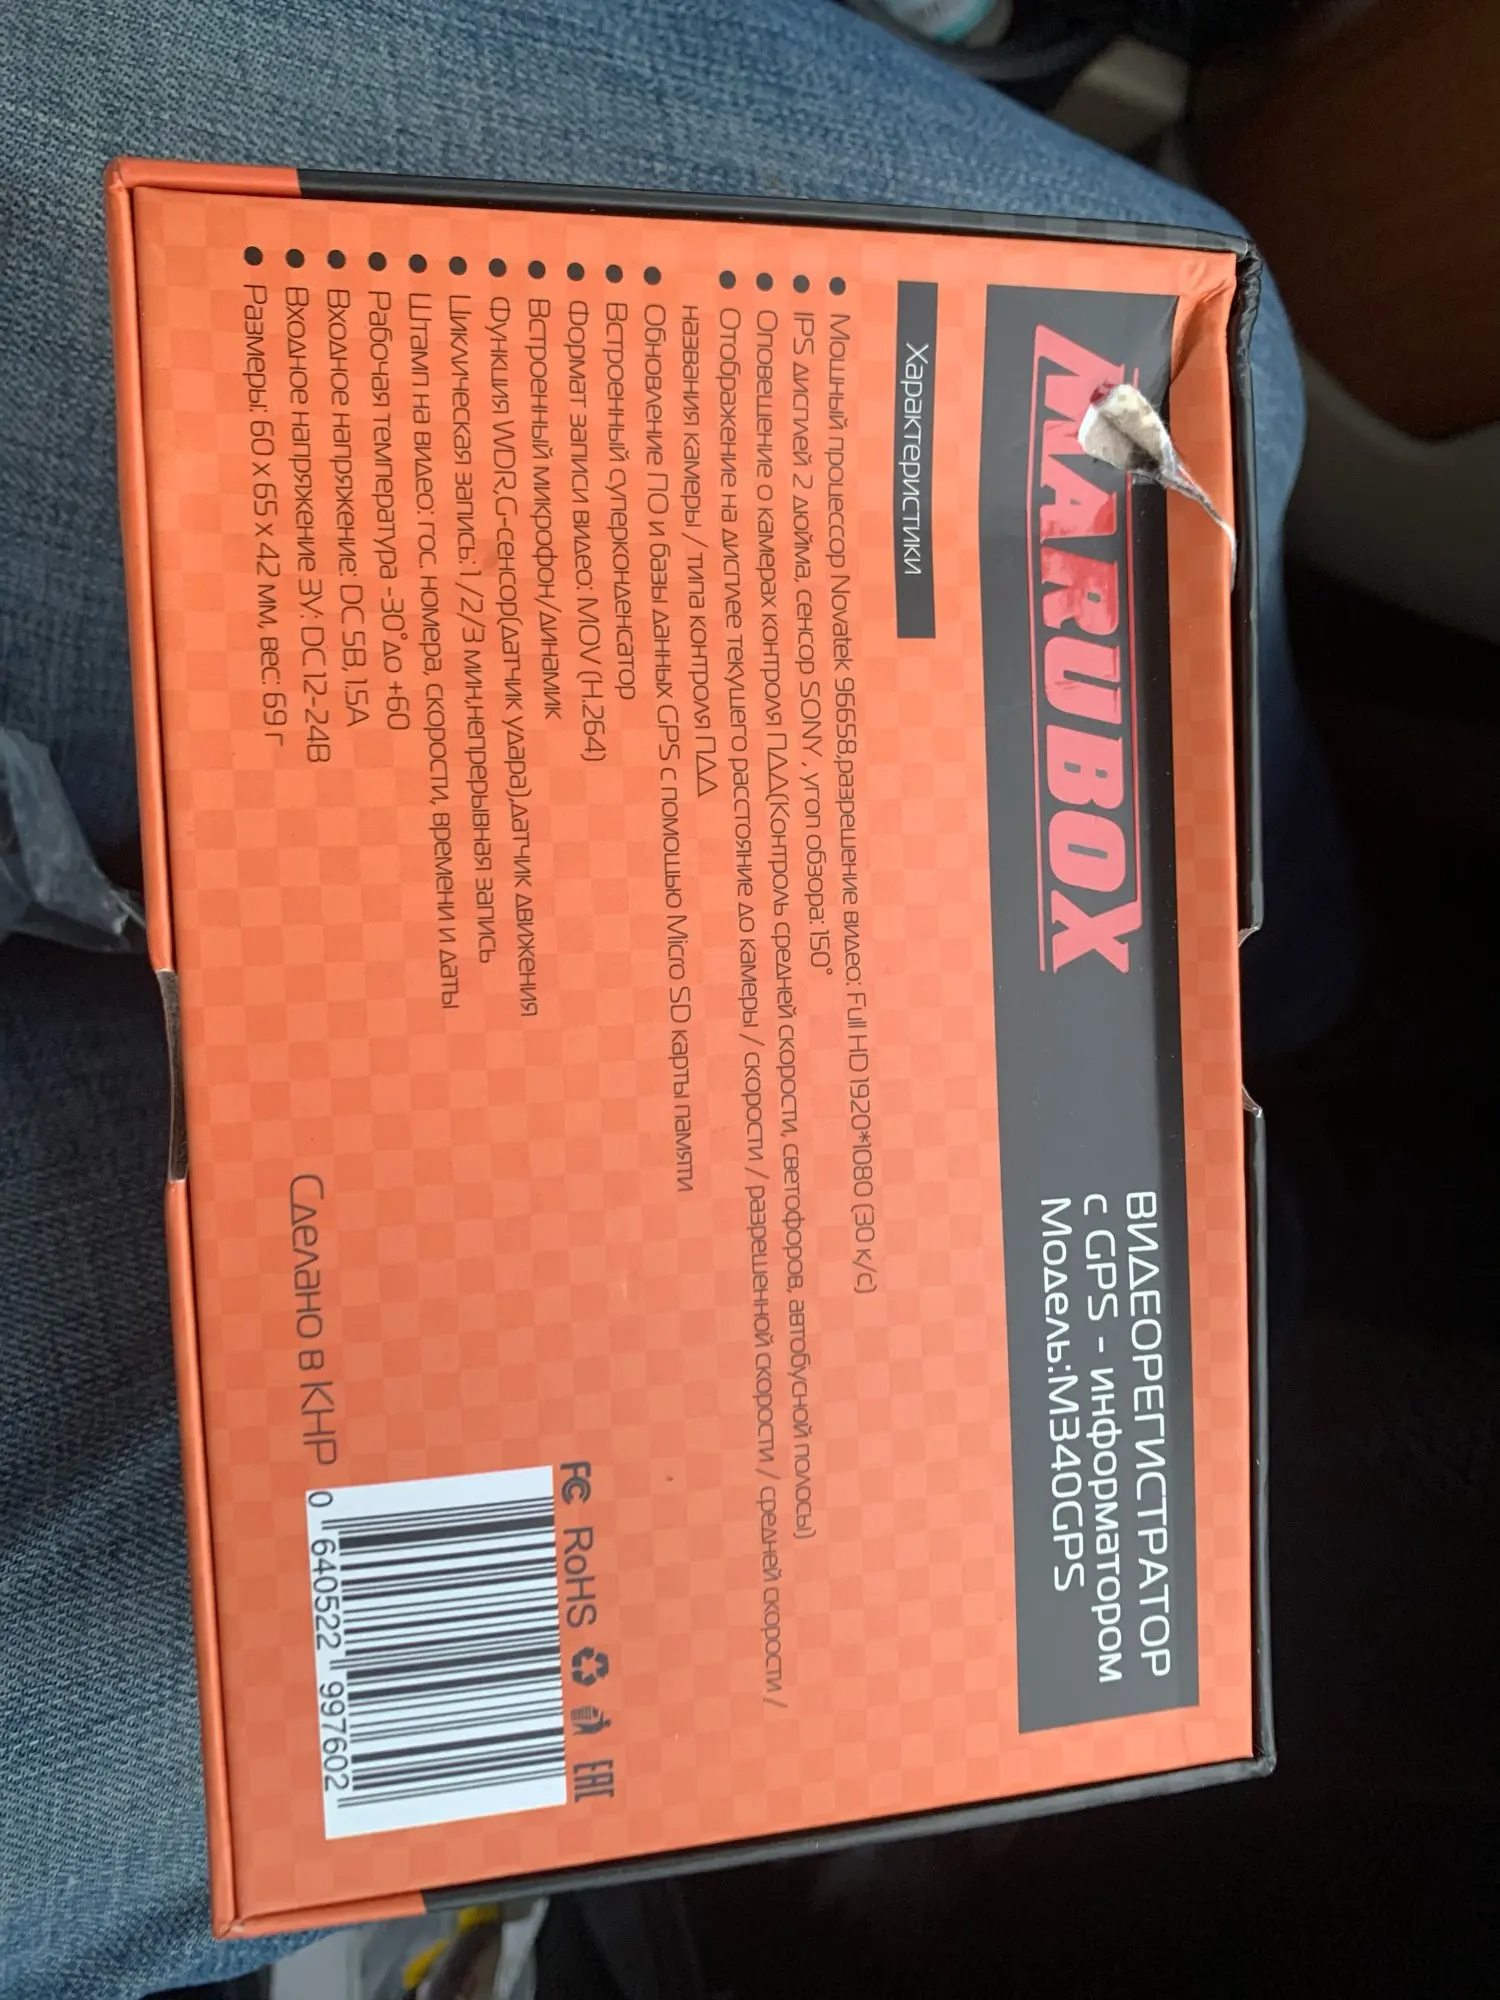 MARUBOX
ВИДЕОРЕГИСТРАТОР
с GPS - информатором
Модель:M340GPS
Характеристики
Мощный процессор Novatek 96658,разрешение видео: Full HD 1920*1080 (30 к/с)
IPS дисплей 2 дюйма, сенсор SONY , угол обзора: 150°
Оповещение о камерах контроля ПДД(Контроль средней скорости, светофоров, автобусной полосы)
Отображение на дисплее текущего расстояние до камеры / скорости / разрешенной скорости / средней скорости /
названия камеры / типа контроля ПДД
Обновление ПО и базы данных GPS с помощью Micro SD карты памяти
Встроенный суперконденсатор
Формат записи видео: MOV (H.264)
Встроенный микрофон/динамик
Функция WDR,G-сенсор(датчик удара),датчик движения
Циклическая запись:1 / 2/3 мин,непрерывная запись
Штамп на видео: гос. номера, скорости, времени и даты
Рабочая температура -30°до +60
Входное напряжение: DC 5В, 1.5А
Входное напряжение ЗУ: DC 12-24В
Размеры: 60 х 65 х 42 мм, вес: 69 г
Сделано в КНР
FC RoHS EAC
0 640522 997602